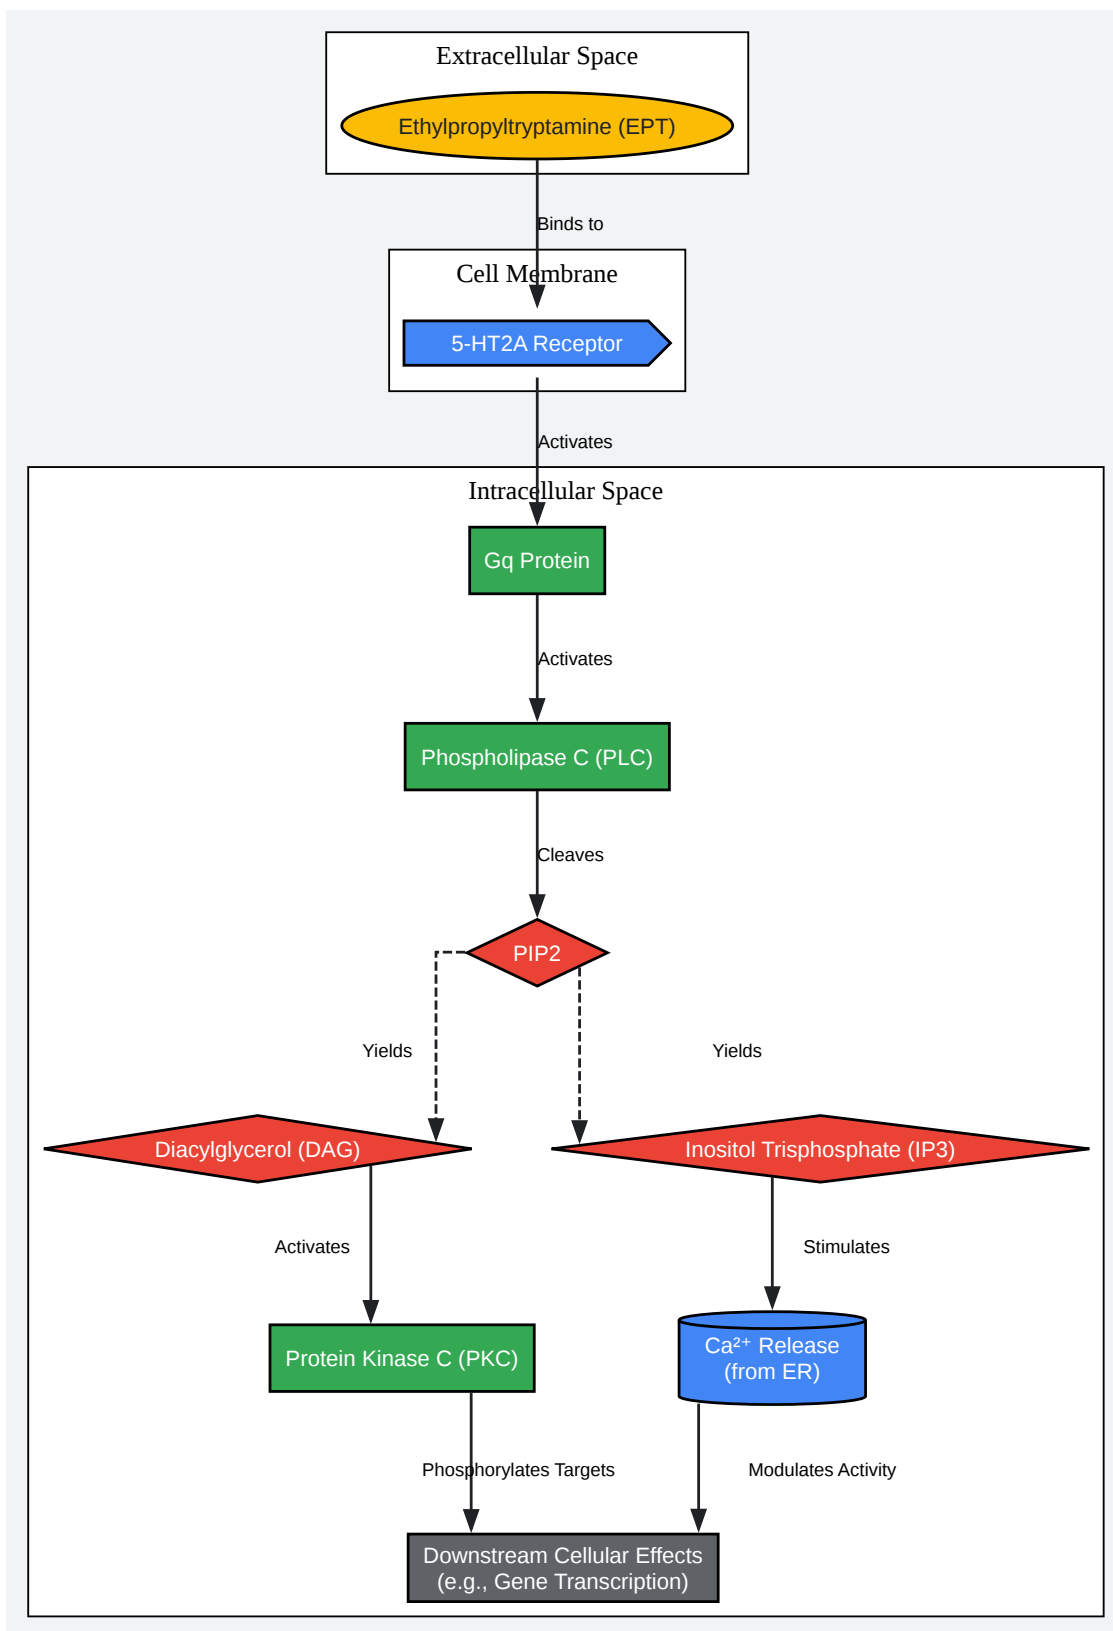 Extracellular Space
Ethylpropyltryptamine (EPT)
Binds to
Cell Membrane
5-HT2A Receptor
Activates
Intracellular Space
Gq Protein
Activates
Phospholipase C (PLC)
Cleaves
PIP2
Yields
Yields
Diacylglycerol (DAG)
Inositol Trisphosphate (IP3)
Activates
Stimulates
Protein Kinase C (PKC)
Ca²⁺ Release
(from ER)
Phosphorylates Targets
Modulates Activity
Downstream Cellular Effects
(e.g., Gene Transcription)